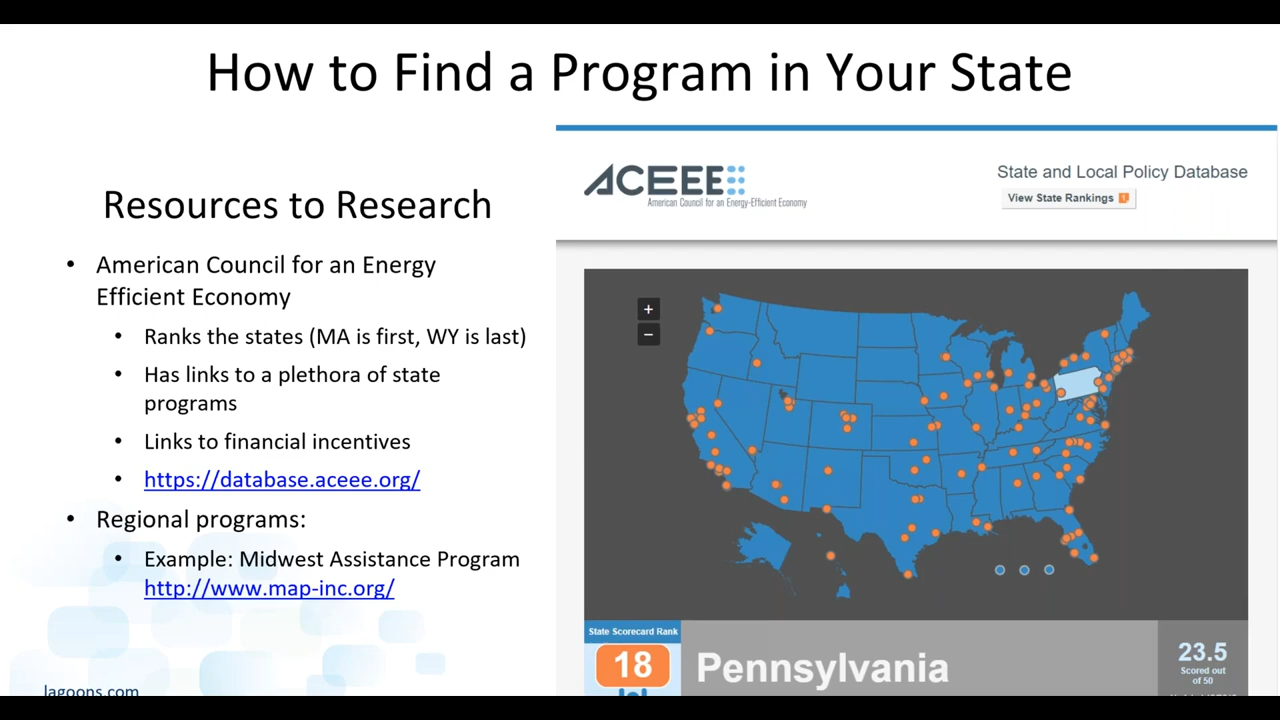 How to Find a Program in Your State
Resources to Research
• American Council for an Energy
Efficient Economy
• Ranks the states (MA is first, WY is last)
• Has links to a plethora of state
programs
• Links to financial incentives
• https://database.aceee.org/
• Regional programs:
• Example: Midwest Assistance Program
http://www.map-inc.org/
lagoons.com
ACEEE
American Council for an Energy-Efficient Economy
State and Local Policy Database
View State Rankings
+
−
State Scorecard Rank
18
Pennsylvania
23.5
Scored out
of 50